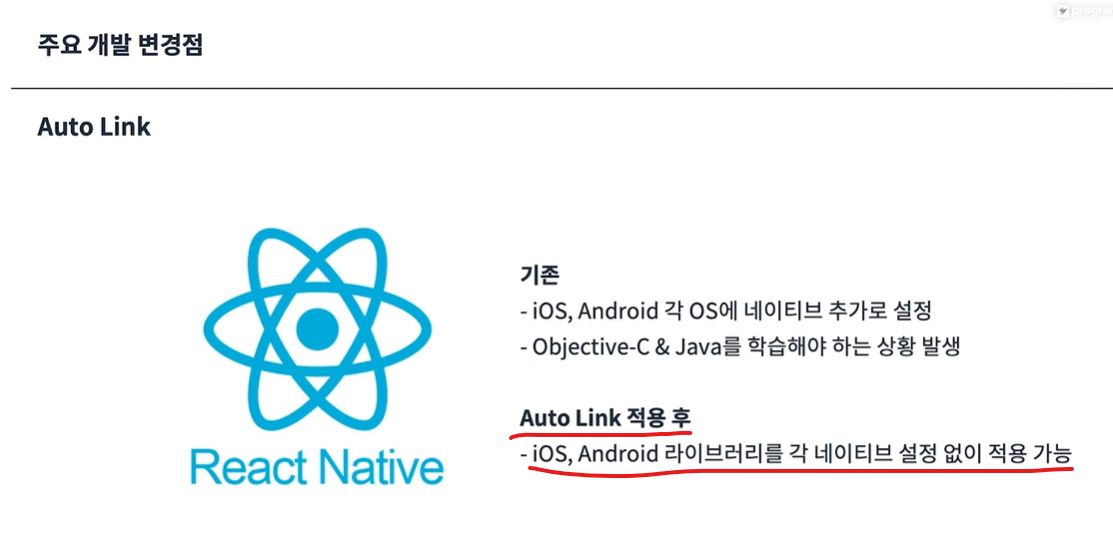 주요 개발 변경점
Auto Link
기존
- iOS, Android 각 OS에 네이티브 추가로 설정
- Objective-C & Java를 학습해야 하는 상황 발생
Auto Link 적용 후
- iOS, Android 라이브러리를 각 네이티브 설정 없이 적용 가능
React Native